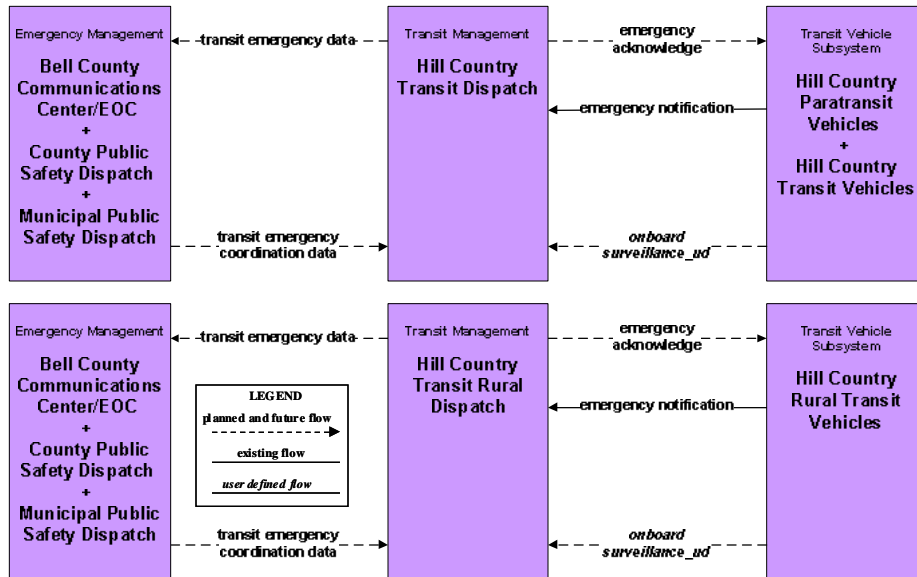 Emergency Management
Bell County
Communications
Center/EOC
+
County Public
Safety Dispatch
+
Municipal Public
Safety Dispatch
transit emergency data
transit emergency
coordination data
Transit Management
Hill Country
Transit Dispatch
emergency
acknowledge
emergency notification
onboard
surveillance_ud
Transit Vehicle
Subsystem
Hill Country
Paratransit
Vehicles
+
Hill Country
Transit Vehicles
Emergency Management
Bell County
Communications
Center/EOC
+
County Public
Safety Dispatch
+
Municipal Public
Safety Dispatch
transit emergency data
LEGEND
planned and future flow
existing flow
user defined flow
transit emergency
coordination data
Transit Management
Hill Country
Transit Rural
Dispatch
emergency
acknowledge
emergency notification
onboard
surveillance_ud
Transit Vehicle
Subsystem
Hill Country
Rural Transit
Vehicles